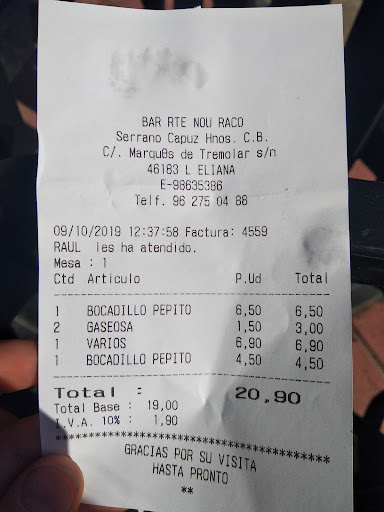 BAR RTE NOU RACO
Serrano Capuz Hnos. C.B.
C/. Marqu8s de Tremolar s/n
46183 L ELIANA
E-98635386
Telf. 96 275 04 88
09/10/2019 12:37:58 Factura: 4559
RAUL les ha atendido.
Mesa : 1
Ctd Artículo P.Ud Total
1 BOCADILLO PEPITO 6,50 6,50
2 GASEOSA 1,50 3,00
1 VARIOS 6,90 6,90
1 BOCADILLO PEPITO 4,50 4,50
Total : 20,90
Total Base : 19,00
I.V.A. 10% : 1,90
****************************************
GRACIAS POR SU VISITA
HASTA PRONTO
**